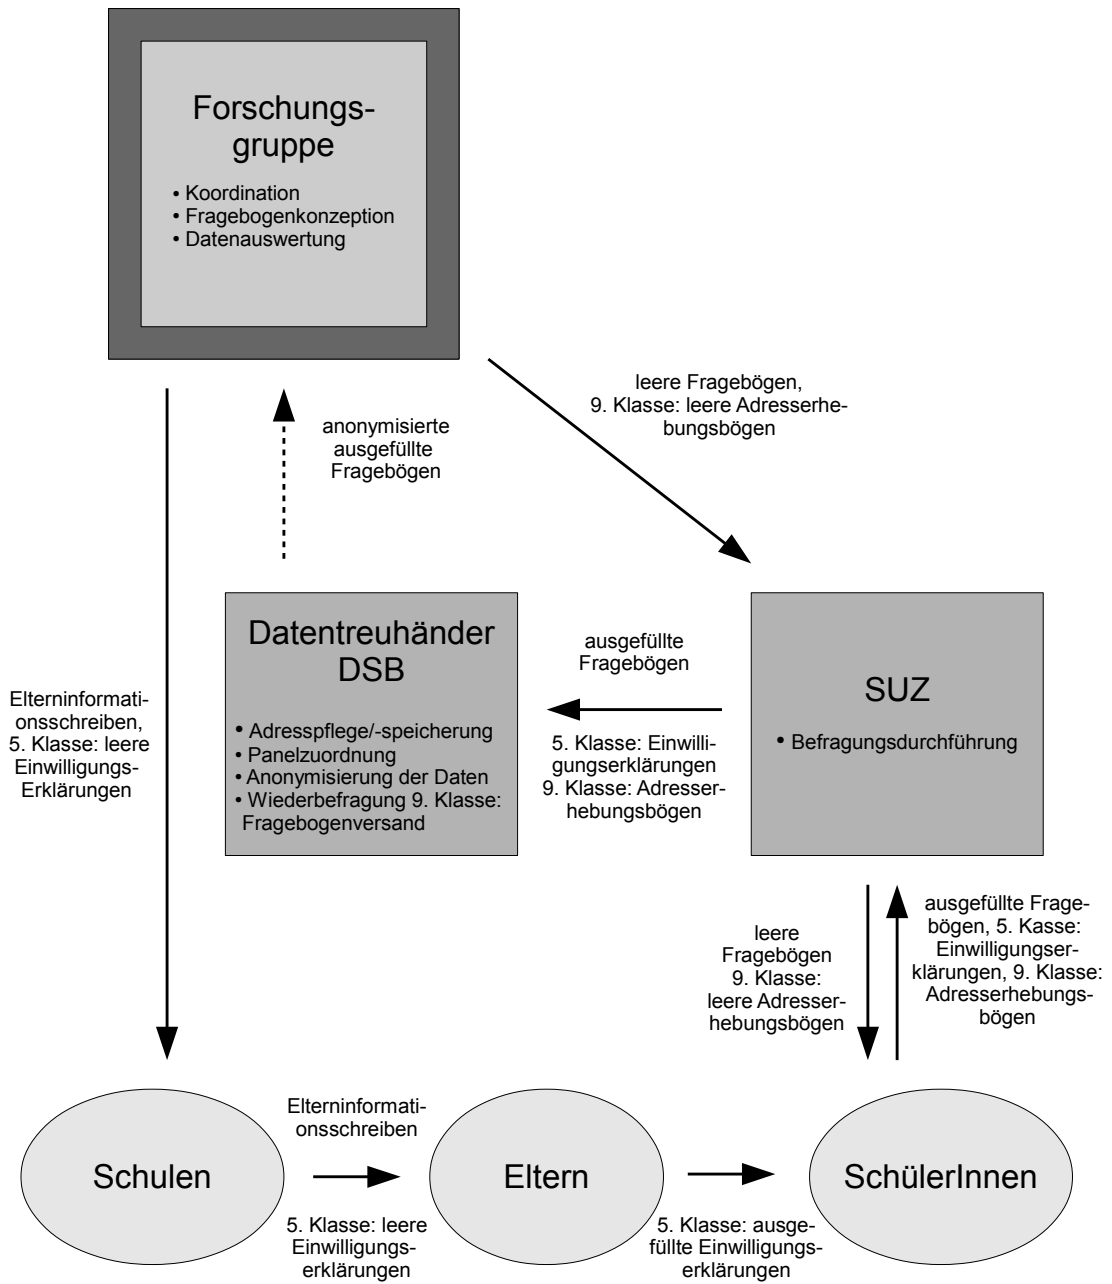 Forschungs-
gruppe
• Koordination
• Fragebogenkonzeption
• Datenauswertung
leere Fragebögen,
9. Klasse: leere Adresserhe-
bungsbögen
anonymisierte
ausgefüllte
Fragebögen
Elterninformati-
onsschreiben,
5. Klasse: leere
Einwilligungs-
Erklärungen
Datentreuhänder
DSB
• Adresspflege/-speicherung
• Panelzuordnung
• Anonymisierung der Daten
• Wiederbefragung 9. Klasse:
Fragebogenversand
ausgefüllte
Fragebögen
5. Klasse: Einwilli-
gungserklärungen
9. Klasse: Adresser-
hebungsbögen
SUZ
• Befragungsdurchführung
leere
Fragebögen
9. Klasse:
leere Adresser-
hebungsbögen
ausgefüllte Frage-
bögen, 5. Kasse:
Einwilligungser-
klärungen, 9. Klasse:
Adresserhebungs-
bögen
Schulen
Elterninformati-
onsschreiben
5. Klasse: leere
Einwilligungs-
erklärungen
Eltern
5. Klasse: ausge-
füllte Einwilligungs-
erklärungen
SchülerInnen